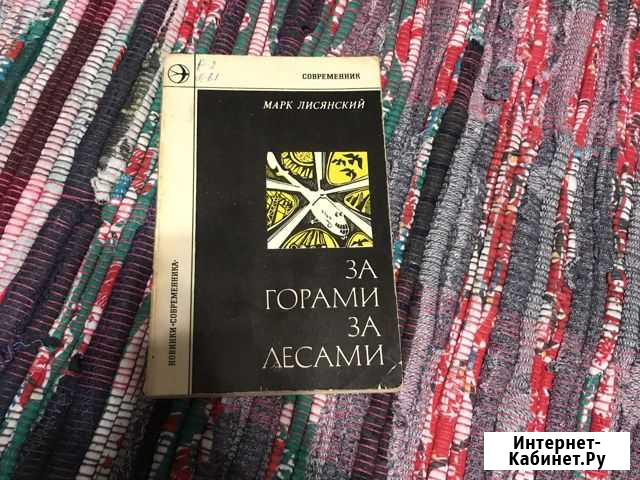 СОВРЕМЕННИК
МАРК ЛИСЯНСКИЙ
ЗА
ГОРАМИ
ЗА
ЛЕСАМИ
НОВИНКИ «СОВРЕМЕННИКА»
Интернет-
Кабинет.Ру